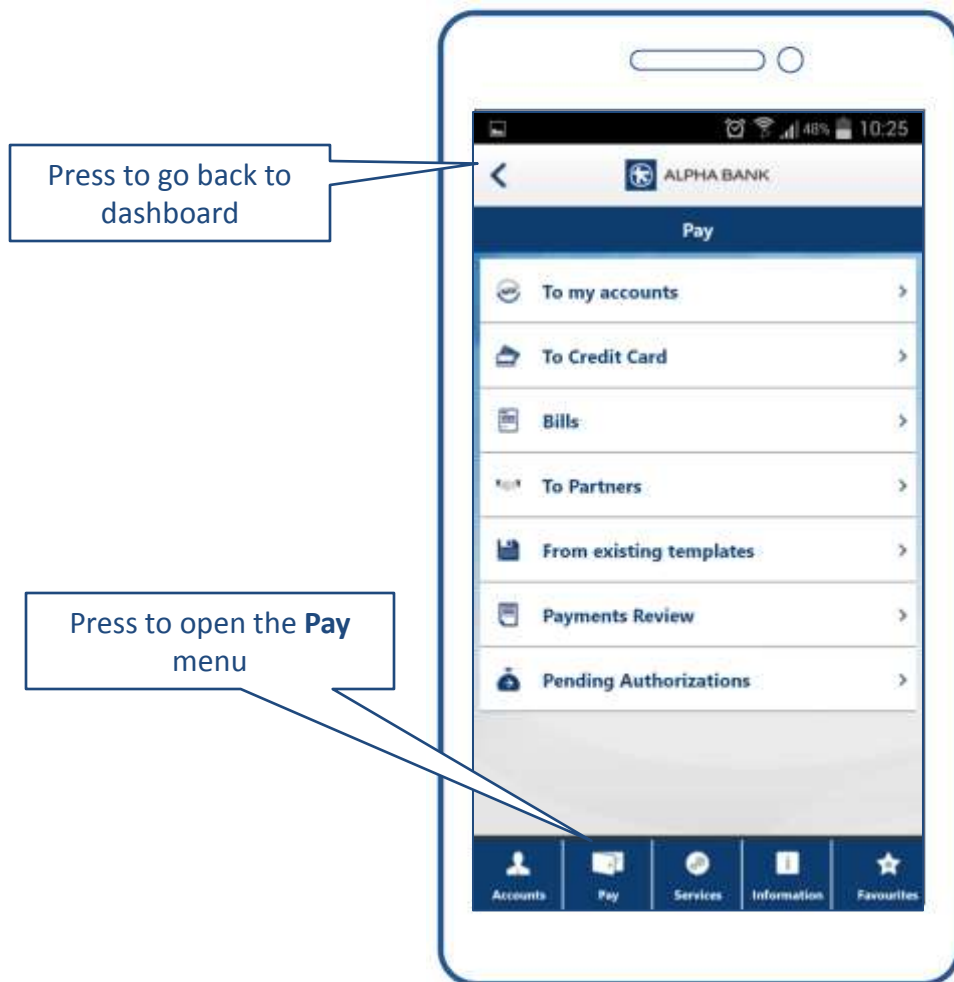 48% 10:25
Press to go back to
dashboard
ALPHA BANK
Pay
To my accounts
To Credit Card
Bills
To Partners
From existing templates
Payments Review
Pending Authorizations
Press to open the Pay
menu
Accounts Pay Services Information Favourites